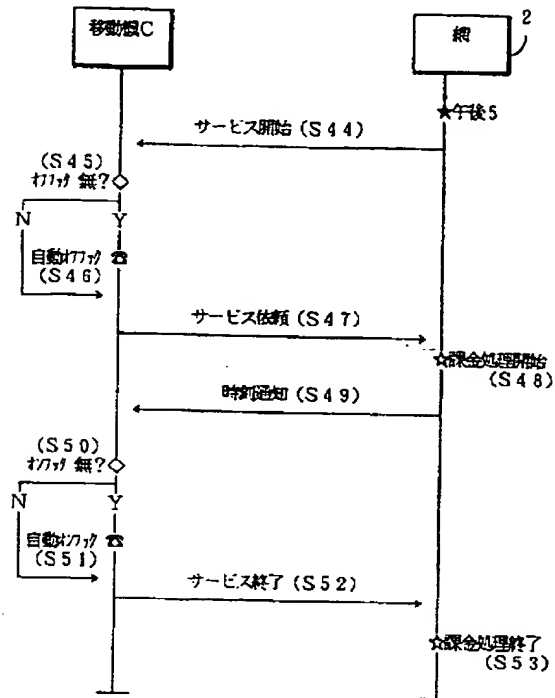 移動機C
網
2
★午後5
サービス開始(S44)
(S45)
オフフック 無?
N
Y
自動オフフック
(S46)
サービス依頼(S47)
☆課金処理開始
(S48)
時刻通知(S49)
(S50)
オンフック 無?
N
Y
自動オンフック
(S51)
サービス終了(S52)
☆課金処理終了
(S53)